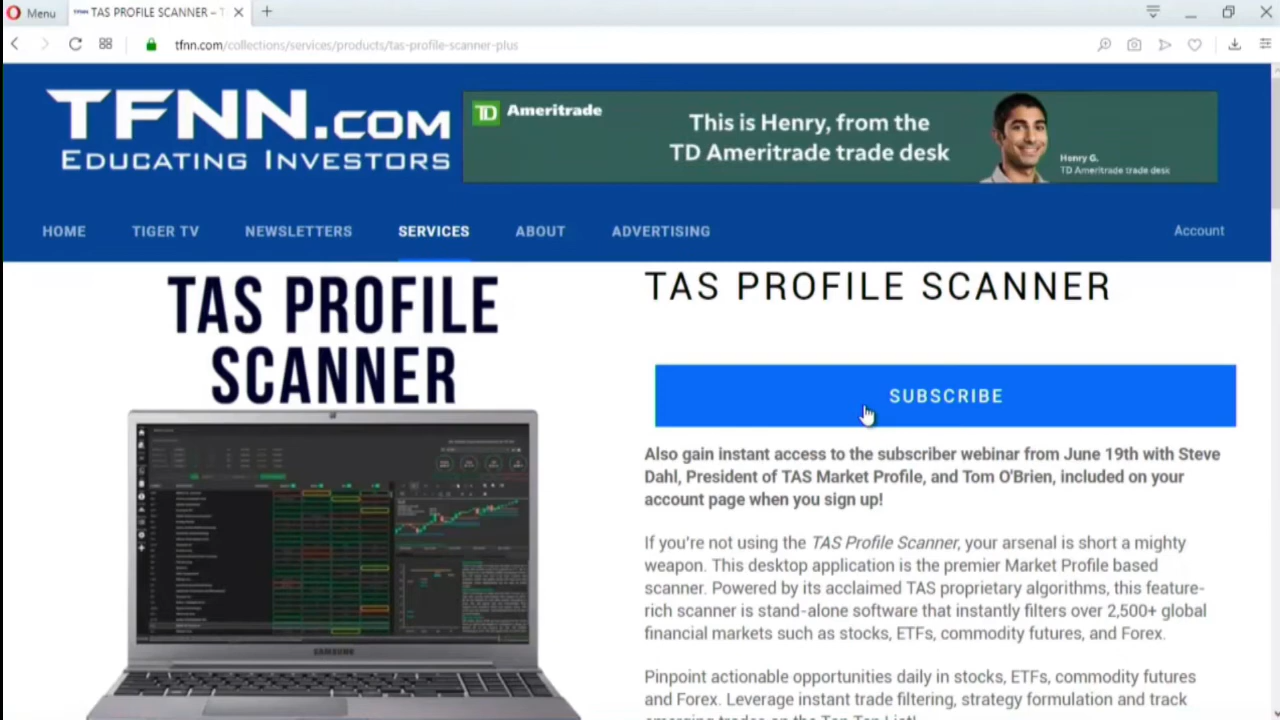 Menu
TAS PROFILE SCANNER – T
tfnn.com/collections/services/products/tas-profile-scanner-plus
TFNN.COM
EDUCATING INVESTORS
TD Ameritrade
This is Henry, from the
TD Ameritrade trade desk
Henry G.
TD Ameritrade trade desk
HOME
TIGER TV
NEWSLETTERS
SERVICES
ABOUT
ADVERTISING
Account
TAS PROFILE
SCANNER
SAMSUNG
TAS PROFILE SCANNER
SUBSCRIBE
Also gain instant access to the subscriber webinar from June 19th with Steve
Dahl, President of TAS Market Profile, and Tom O'Brien, included on your
account page when you sign up!
If you're not using the TAS Profile Scanner, your arsenal is short a mighty
weapon. This desktop application is the premier Market Profile based
scanner. Powered by its acclaimed TAS proprietary algorithms, this feature-
rich scanner is stand-alone software that instantly filters over 2,500+ global
financial markets such as stocks, ETFs, commodity futures, and Forex.
Pinpoint actionable opportunities daily in stocks, ETFs, commodity futures
and Forex. Leverage instant trade filtering, strategy formulation and track
emerging trades on the Top Ten List!